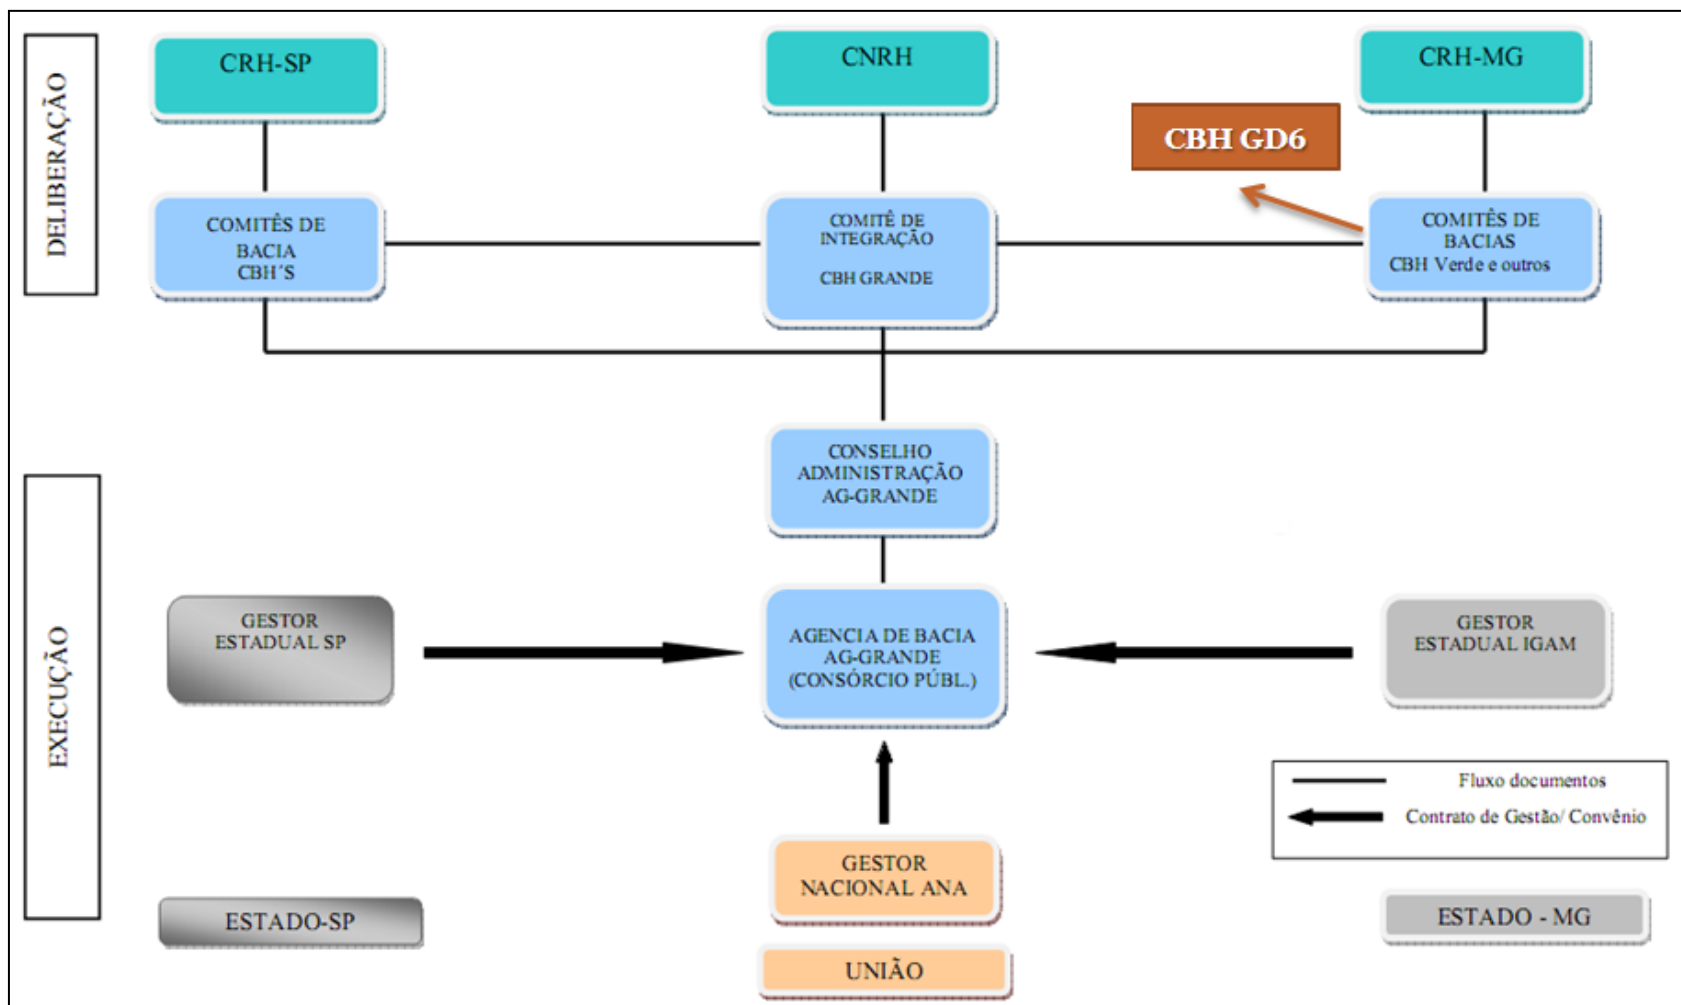 DELIBERAÇÃO
CRH-SP
CNRH
CRH-MG
CBH GD6
COMITÊS DE
BACIA
CBH´S
COMITÊ DE
INTEGRAÇÃO
CBH GRANDE
COMITÊS DE
BACIAS
CBH Verde e outros
CONSELHO
ADMINISTRAÇÃO
AG-GRANDE
EXECUÇÃO
GESTOR
ESTADUAL SP
AGENCIA DE BACIA
AG-GRANDE
(CONSÓRCIO PÚBL.)
GESTOR
ESTADUAL IGAM
Fluxo documentos
Contrato de Gestão/ Convênio
GESTOR
NACIONAL ANA
ESTADO-SP
UNIÃO
ESTADO - MG